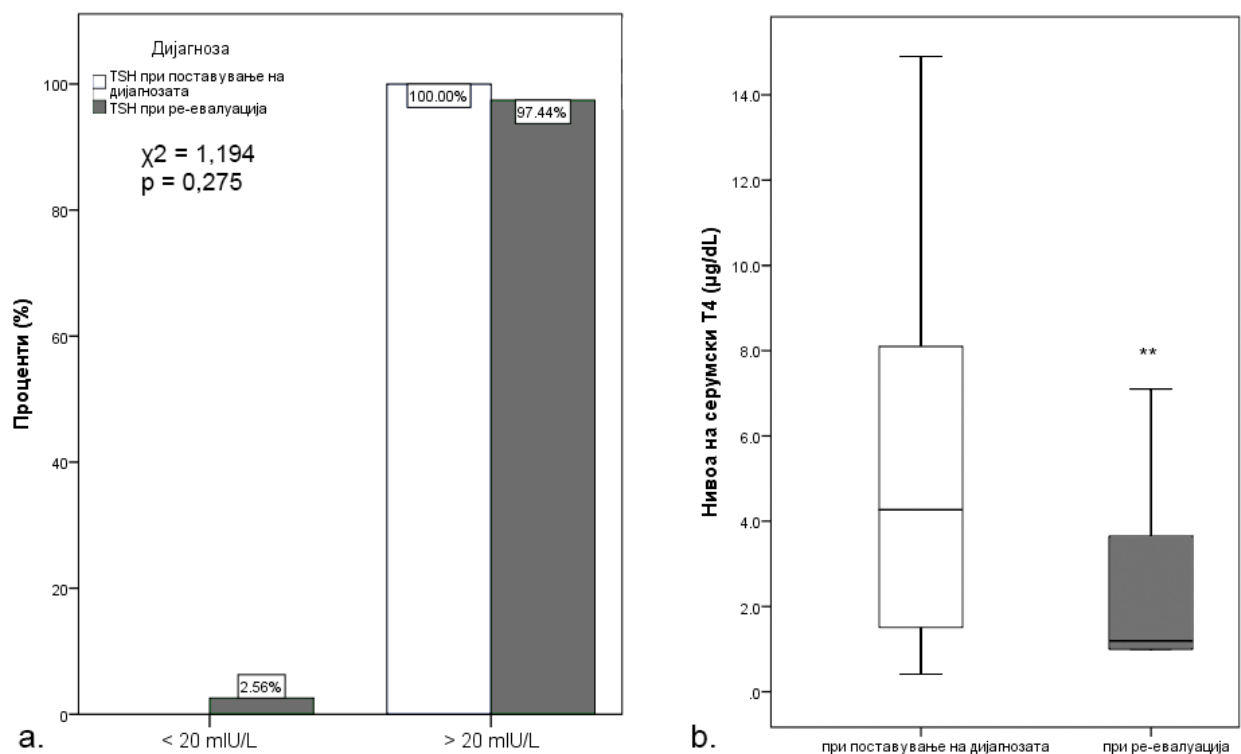 Дијагноза
TSH при поставување на
дијагнозата
TSH при ре-евалуација
χ2 = 1,194
p = 0,275
Проценти (%)
100
80
60
40
20
0
2.56%
100.00%
97.44%
< 20 mIU/L
> 20 mIU/L
a.
Нивоа на серумски Т4 (µg/dL)
14.0
12.0
10.0
8.0
6.0
4.0
2.0
.0
**
при поставување на дијагнозата
при ре-евалуација
b.